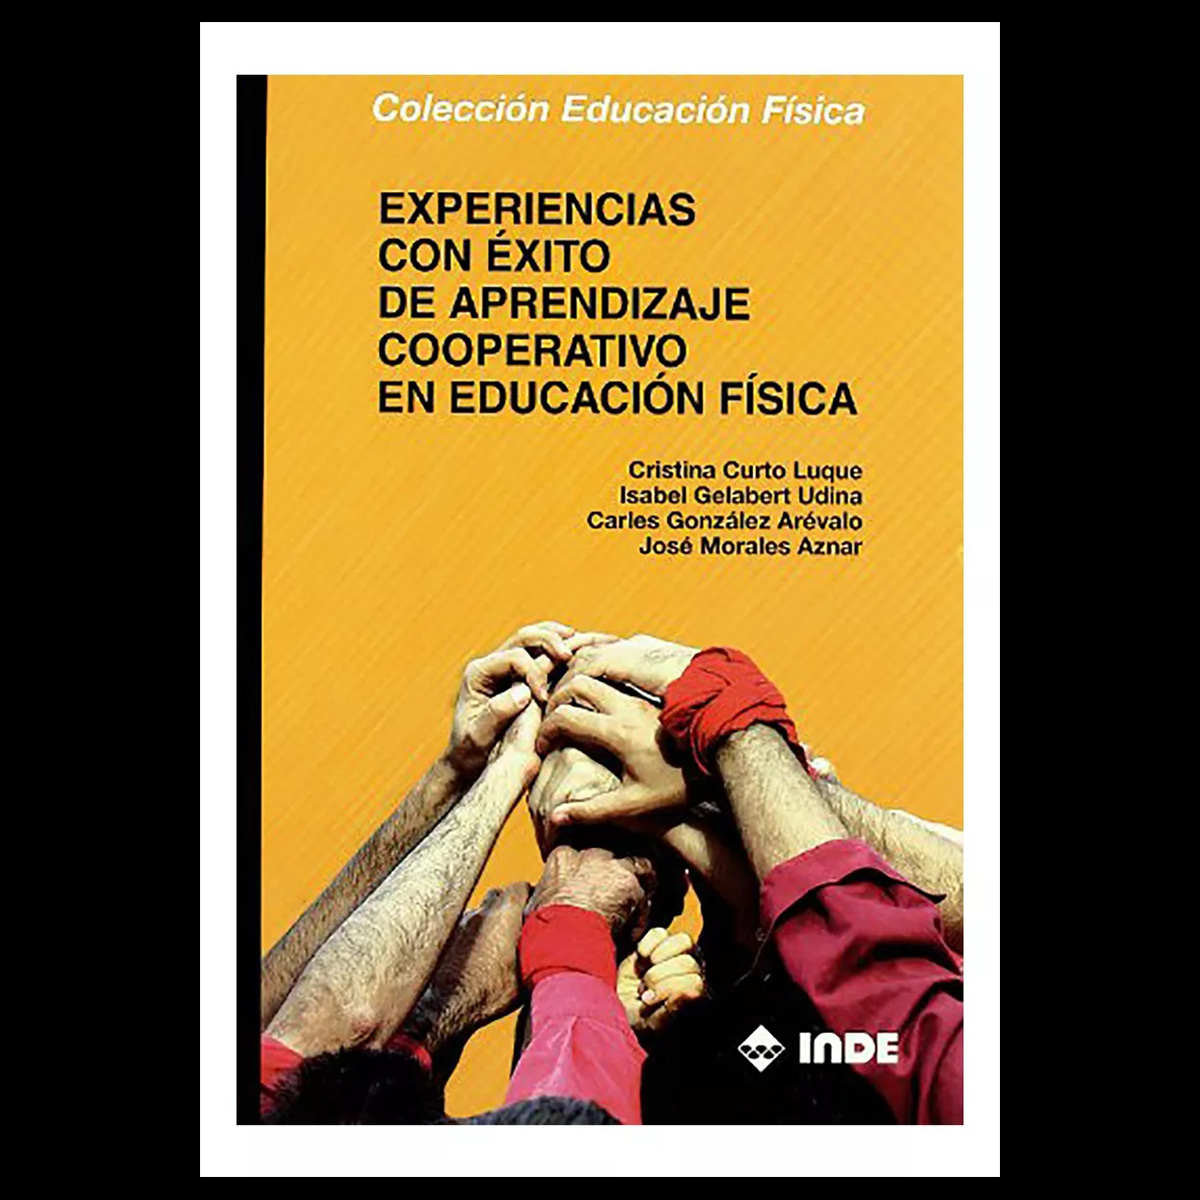 Colección Educación Física
EXPERIENCIAS
CON ÉXITO
DE APRENDIZAJE
COOPERATIVO
EN EDUCACIÓN FÍSICA
Cristina Curto Luque
Isabel Gelabert Udina
Carles González Arévalo
José Morales Aznar
INDE